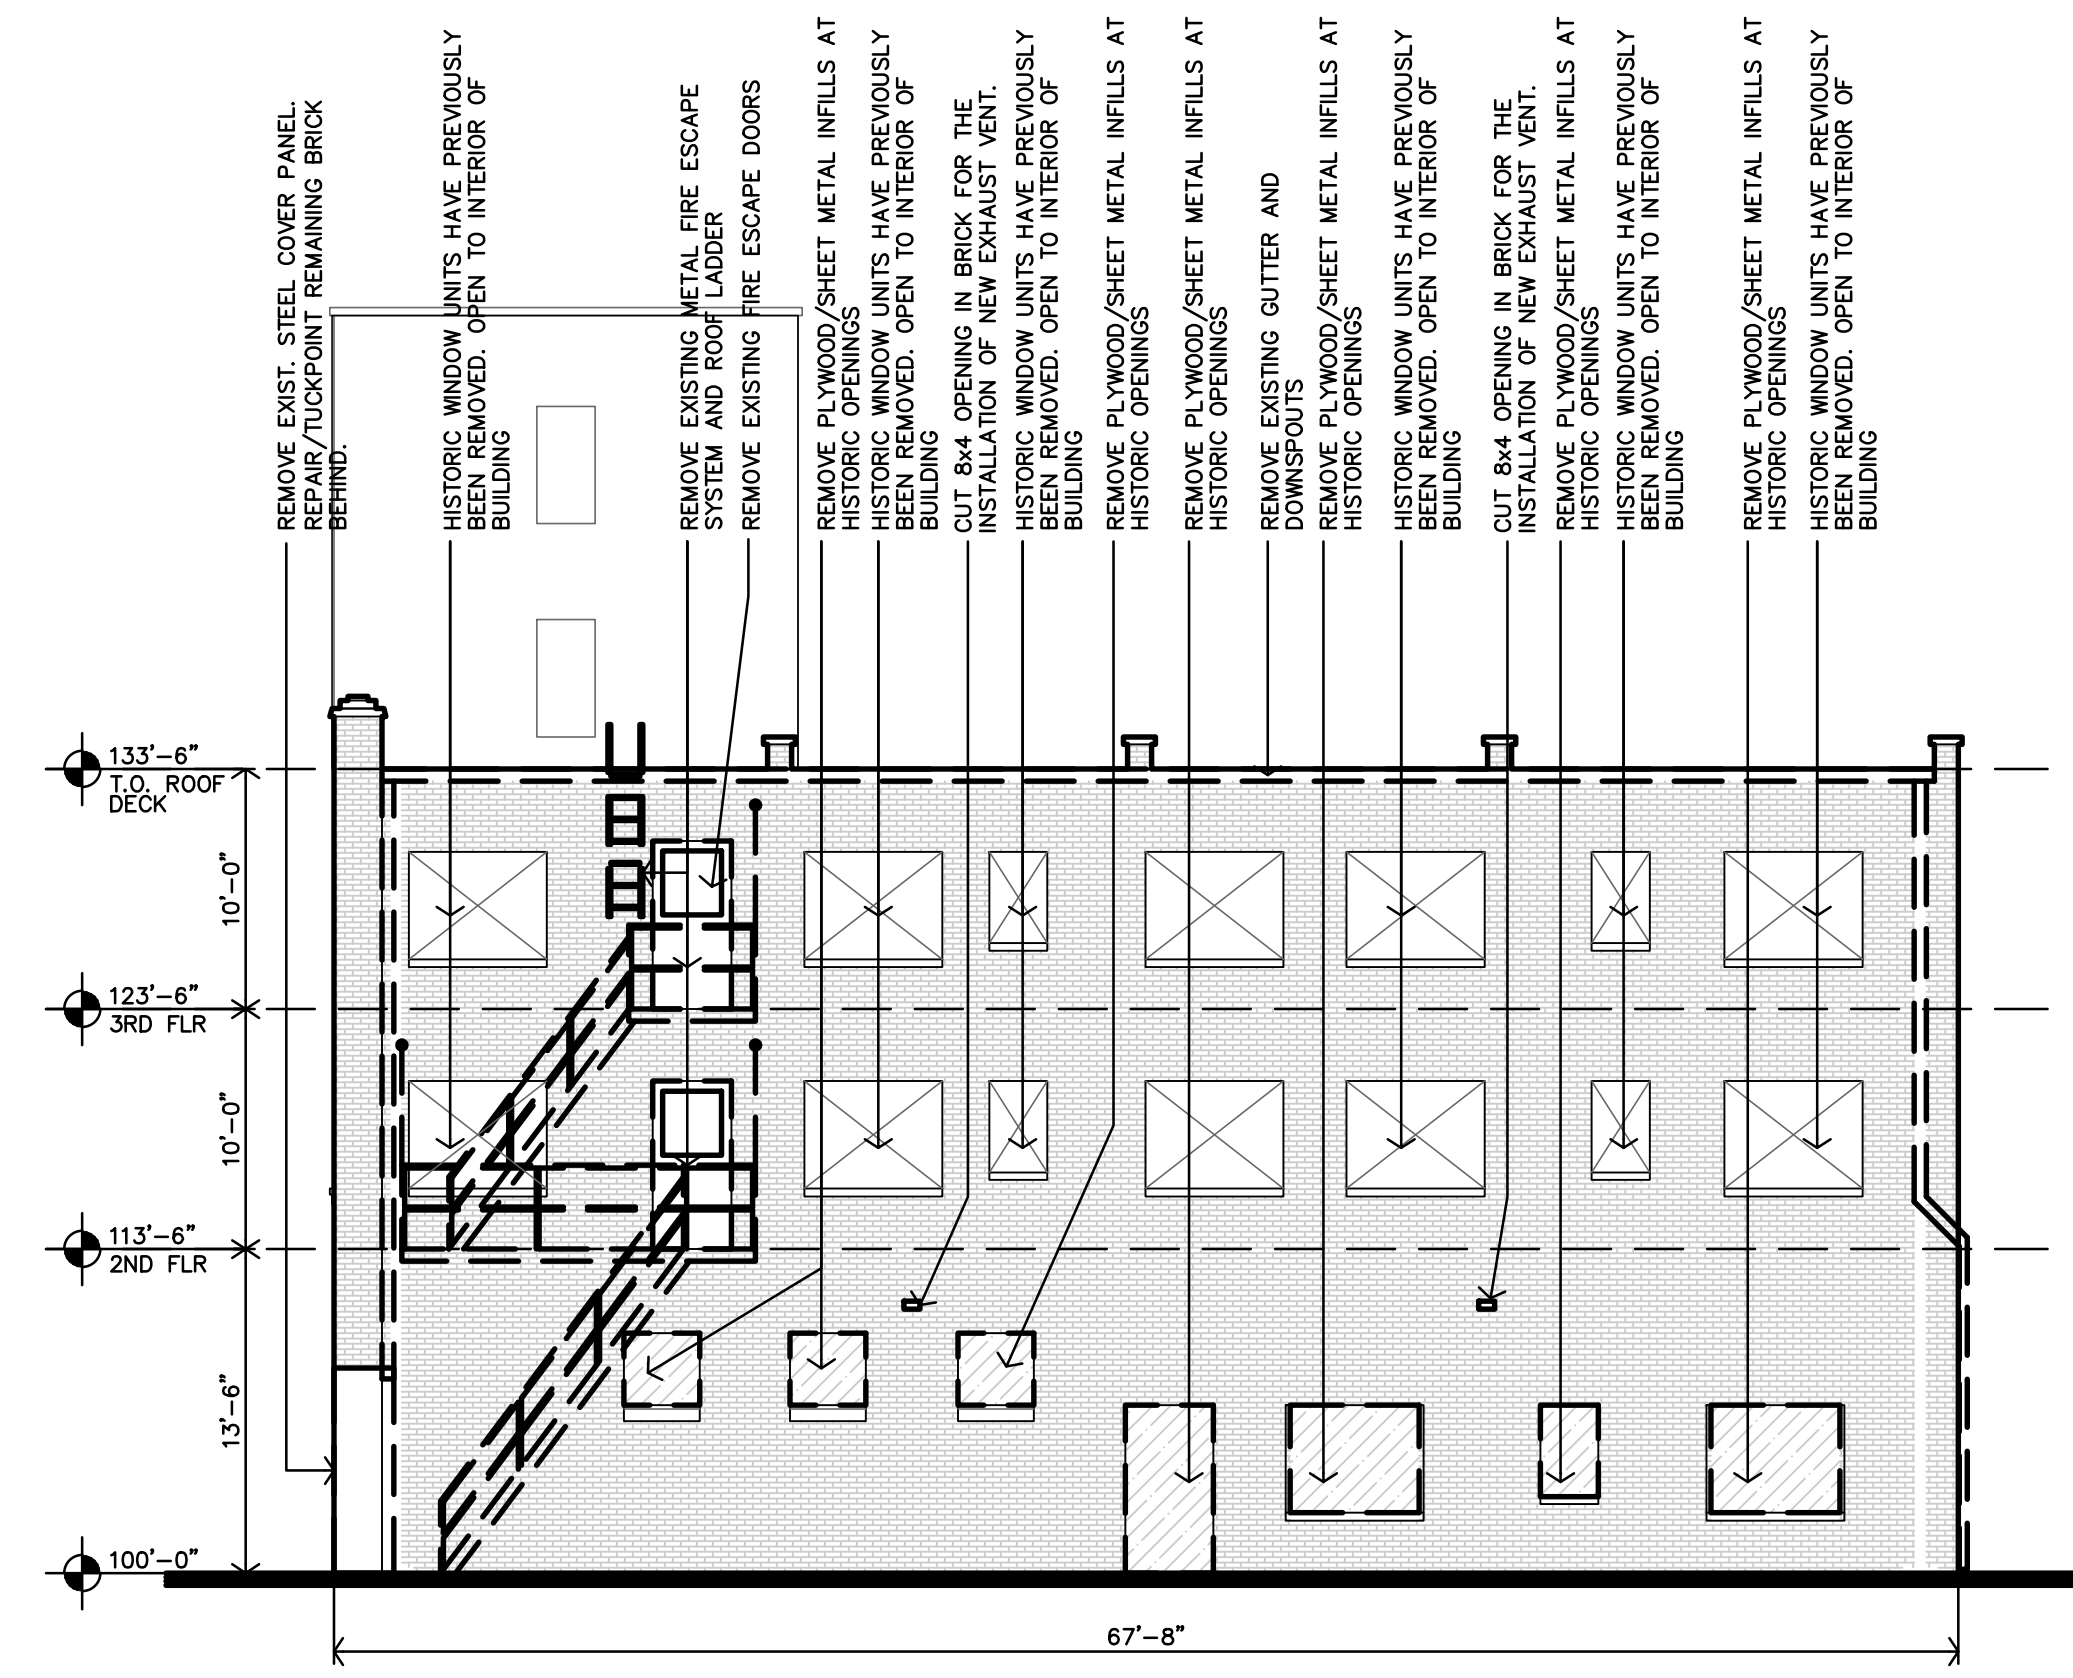 REMOVE EXIST. STEEL COVER PANEL.
REPAIR/TUCKPOINT REMAINING BRICK
BEHIND.
HISTORIC WINDOW UNITS HAVE PREVIOUSLY
BEEN REMOVED. OPEN TO INTERIOR OF
BUILDING
REMOVE EXISTING METAL FIRE ESCAPE
SYSTEM AND ROOF LADDER
REMOVE EXISTING FIRE ESCAPE DOORS
REMOVE PLYWOOD/SHEET METAL INFILLS AT
HISTORIC OPENINGS
HISTORIC WINDOW UNITS HAVE PREVIOUSLY
BEEN REMOVED. OPEN TO INTERIOR OF
BUILDING
CUT 8x4 OPENING IN BRICK FOR THE
INSTALLATION OF NEW EXHAUST VENT.
HISTORIC WINDOW UNITS HAVE PREVIOUSLY
BEEN REMOVED. OPEN TO INTERIOR OF
BUILDING
REMOVE PLYWOOD/SHEET METAL INFILLS AT
HISTORIC OPENINGS
REMOVE PLYWOOD/SHEET METAL INFILLS AT
HISTORIC OPENINGS
REMOVE EXISTING GUTTER AND
DOWNSPOUTS
REMOVE PLYWOOD/SHEET METAL INFILLS AT
HISTORIC OPENINGS
HISTORIC WINDOW UNITS HAVE PREVIOUSLY
BEEN REMOVED. OPEN TO INTERIOR OF
BUILDING
CUT 8x4 OPENING IN BRICK FOR THE
INSTALLATION OF NEW EXHAUST VENT.
REMOVE PLYWOOD/SHEET METAL INFILLS AT
HISTORIC OPENINGS
HISTORIC WINDOW UNITS HAVE PREVIOUSLY
BEEN REMOVED. OPEN TO INTERIOR OF
BUILDING
REMOVE PLYWOOD/SHEET METAL INFILLS AT
HISTORIC OPENINGS
HISTORIC WINDOW UNITS HAVE PREVIOUSLY
BEEN REMOVED. OPEN TO INTERIOR OF
BUILDING
133'-6"
T.O. ROOF
DECK
10'-0"
123'-6"
3RD FLR
10'-0"
113'-6"
2ND FLR
13'-6"
100'-0"
67'-8"